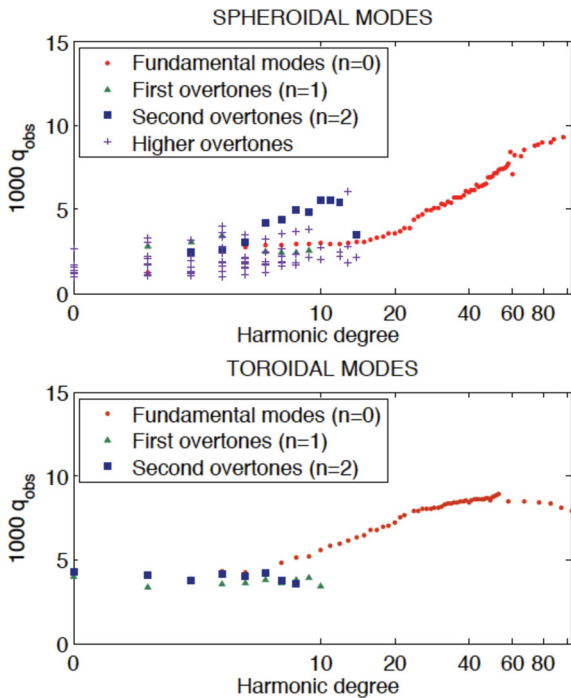 SPHEROIDAL MODES
15
10
5
0
1000 q_obs
Fundamental modes (n=0)
First overtones (n=1)
Second overtones (n=2)
Higher overtones
0
10
20
40
60
80
Harmonic degree
TOROIDAL MODES
15
10
5
0
1000 q_obs
Fundamental modes (n=0)
First overtones (n=1)
Second overtones (n=2)
0
10
20
40
60
80
Harmonic degree